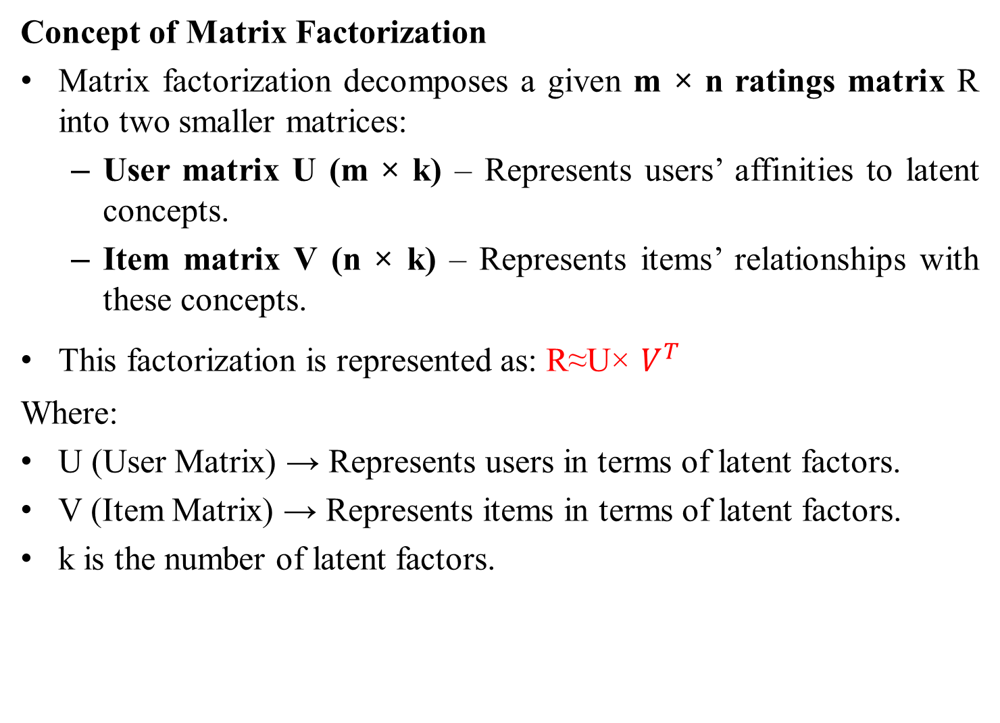 Concept of Matrix Factorization
• Matrix factorization decomposes a given m × n ratings matrix R
into two smaller matrices:
– User matrix U (m × k) – Represents users’ affinities to latent
concepts.
– Item matrix V (n × k) – Represents items’ relationships with
these concepts.
• This factorization is represented as: R≈U× V^T
Where:
• U (User Matrix) → Represents users in terms of latent factors.
• V (Item Matrix) → Represents items in terms of latent factors.
• k is the number of latent factors.